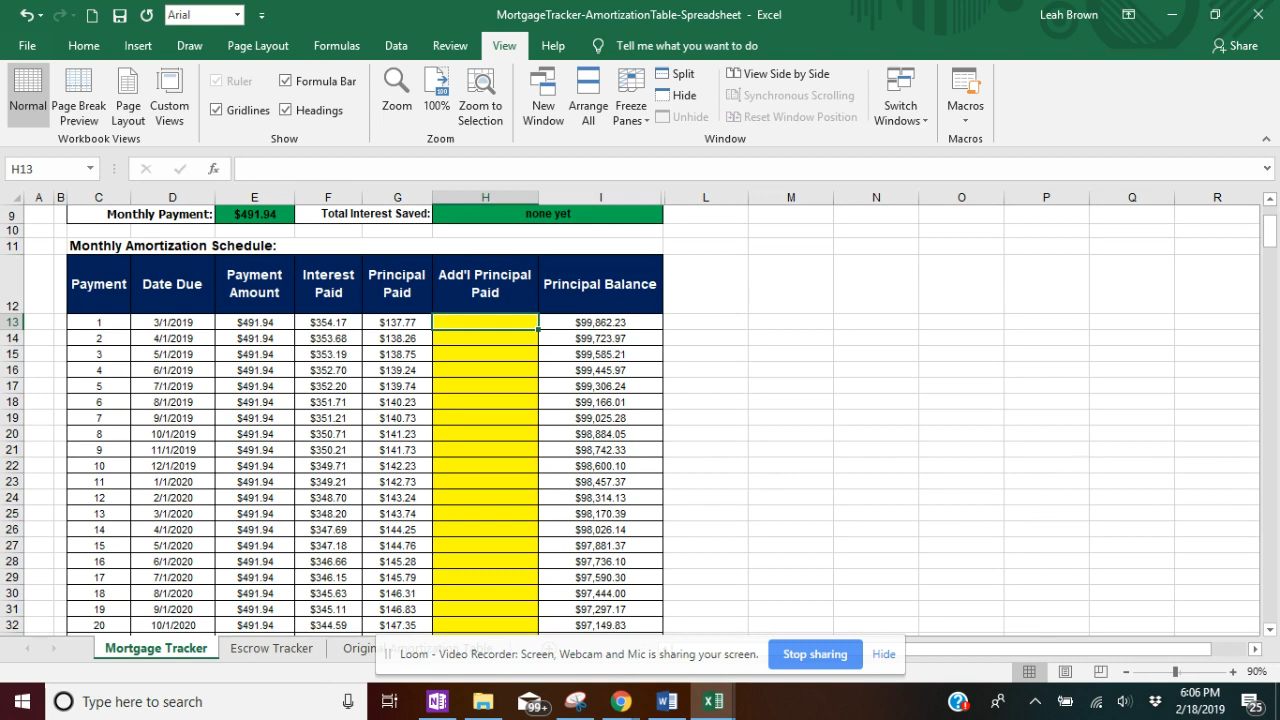 Arial
MortgageTracker-AmortizationTable-Spreadsheet - Excel
Leah Brown
File Home Insert Draw Page Layout Formulas Data Review View Help Tell me what you want to do Share
Normal
Page Break Preview
Page Layout
Custom Views
Workbook Views
Ruler
Formula Bar
Gridlines
Headings
Show
Zoom
100%
Zoom to Selection
Zoom
New Window
Arrange All
Freeze Panes
Split
Hide
Unhide
View Side by Side
Synchronous Scrolling
Reset Window Position
Window
Switch Windows
Macros
Macros
H13
fx
A B C D E F G H I L M N O P Q R
9 Monthly Payment: $491.94 Total Interest Saved: none yet
10
11 Monthly Amortization Schedule:
12 Payment Date Due Payment Amount Interest Paid Principal Paid Add'l Principal Paid Principal Balance
13 1 3/1/2019 $491.94 $354.17 $137.77 $99,862.23
14 2 4/1/2019 $491.94 $353.68 $138.26 $99,723.97
15 3 5/1/2019 $491.94 $353.19 $138.75 $99,585.21
16 4 6/1/2019 $491.94 $352.70 $139.24 $99,445.97
17 5 7/1/2019 $491.94 $352.20 $139.74 $99,306.24
18 6 8/1/2019 $491.94 $351.71 $140.23 $99,166.01
19 7 9/1/2019 $491.94 $351.21 $140.73 $99,025.28
20 8 10/1/2019 $491.94 $350.71 $141.23 $98,884.05
21 9 11/1/2019 $491.94 $350.21 $141.73 $98,742.33
22 10 12/1/2019 $491.94 $349.71 $142.23 $98,600.10
23 11 1/1/2020 $491.94 $349.21 $142.73 $98,457.37
24 12 2/1/2020 $491.94 $348.70 $143.24 $98,314.13
25 13 3/1/2020 $491.94 $348.20 $143.74 $98,170.39
26 14 4/1/2020 $491.94 $347.69 $144.25 $98,026.14
27 15 5/1/2020 $491.94 $347.18 $144.76 $97,881.37
28 16 6/1/2020 $491.94 $346.66 $145.28 $97,736.10
29 17 7/1/2020 $491.94 $346.15 $145.79 $97,590.30
30 18 8/1/2020 $491.94 $345.63 $146.31 $97,444.00
31 19 9/1/2020 $491.94 $345.11 $146.83 $97,297.17
32 20 10/1/2020 $491.94 $344.59 $147.35 $97,149.83
Mortgage Tracker Escrow Tracker
Loom - Video Recorder: Screen, Webcam and Mic is sharing your screen. Stop sharing Hide
90%
Type here to search
99+
6:06 PM
2/18/2019
25